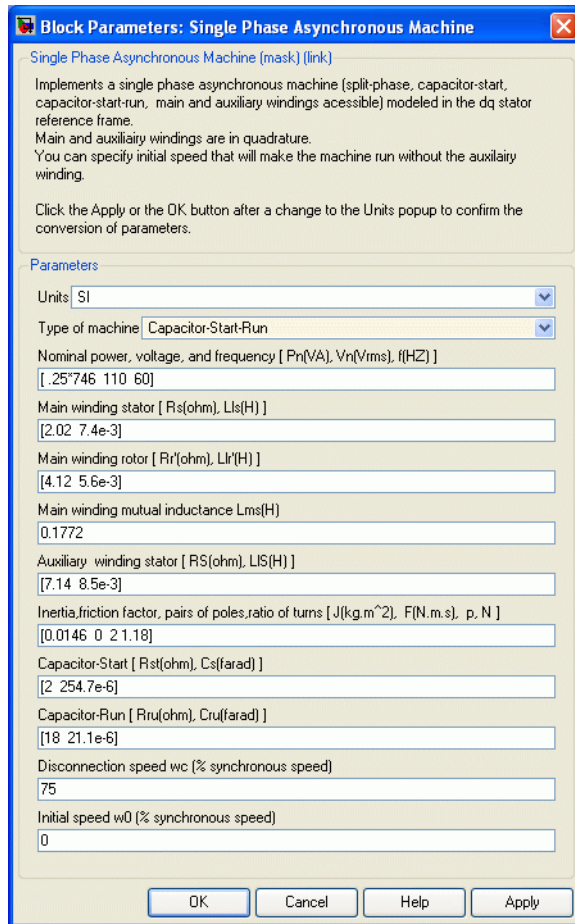 Block Parameters: Single Phase Asynchronous Machine
Single Phase Asynchronous Machine (mask) (link)
Implements a single phase asynchronous machine (split-phase, capacitor-start,
capacitor-start-run, main and auxiliary windings acessible) modeled in the dq stator
reference frame.
Main and auxiliairy windings are in quadrature.
You can specify initial speed that will make the machine run without the auxilairy
winding.
Click the Apply or the OK button after a change to the Units popup to confirm the
conversion of parameters.
Parameters
Units SI
Type of machine Capacitor-Start-Run
Nominal power, voltage, and frequency [ Pn(VA), Vn(Vrms), f(HZ) ]
[ .25*746 110 60]
Main winding stator [ Rs(ohm), Lls(H) ]
[2.02 7.4e-3]
Main winding rotor [ Rr'(ohm), Llr'(H) ]
[4.12 5.6e-3]
Main winding mutual inductance Lms(H)
0.1772
Auxiliary winding stator [ RS(ohm), LlS(H) ]
[7.14 8.5e-3]
Inertia,friction factor, pairs of poles,ratio of turns [ J(kg.m^2), F(N.m.s), p, N ]
[0.0146 0 2 1.18]
Capacitor-Start [ Rst(ohm), Cs(farad) ]
[2 254.7e-6]
Capacitor-Run [ Rru(ohm), Cru(farad) ]
[18 21.1e-6]
Disconnection speed wc (% synchronous speed)
75
Initial speed w0 (% synchronous speed)
0
OK Cancel Help Apply